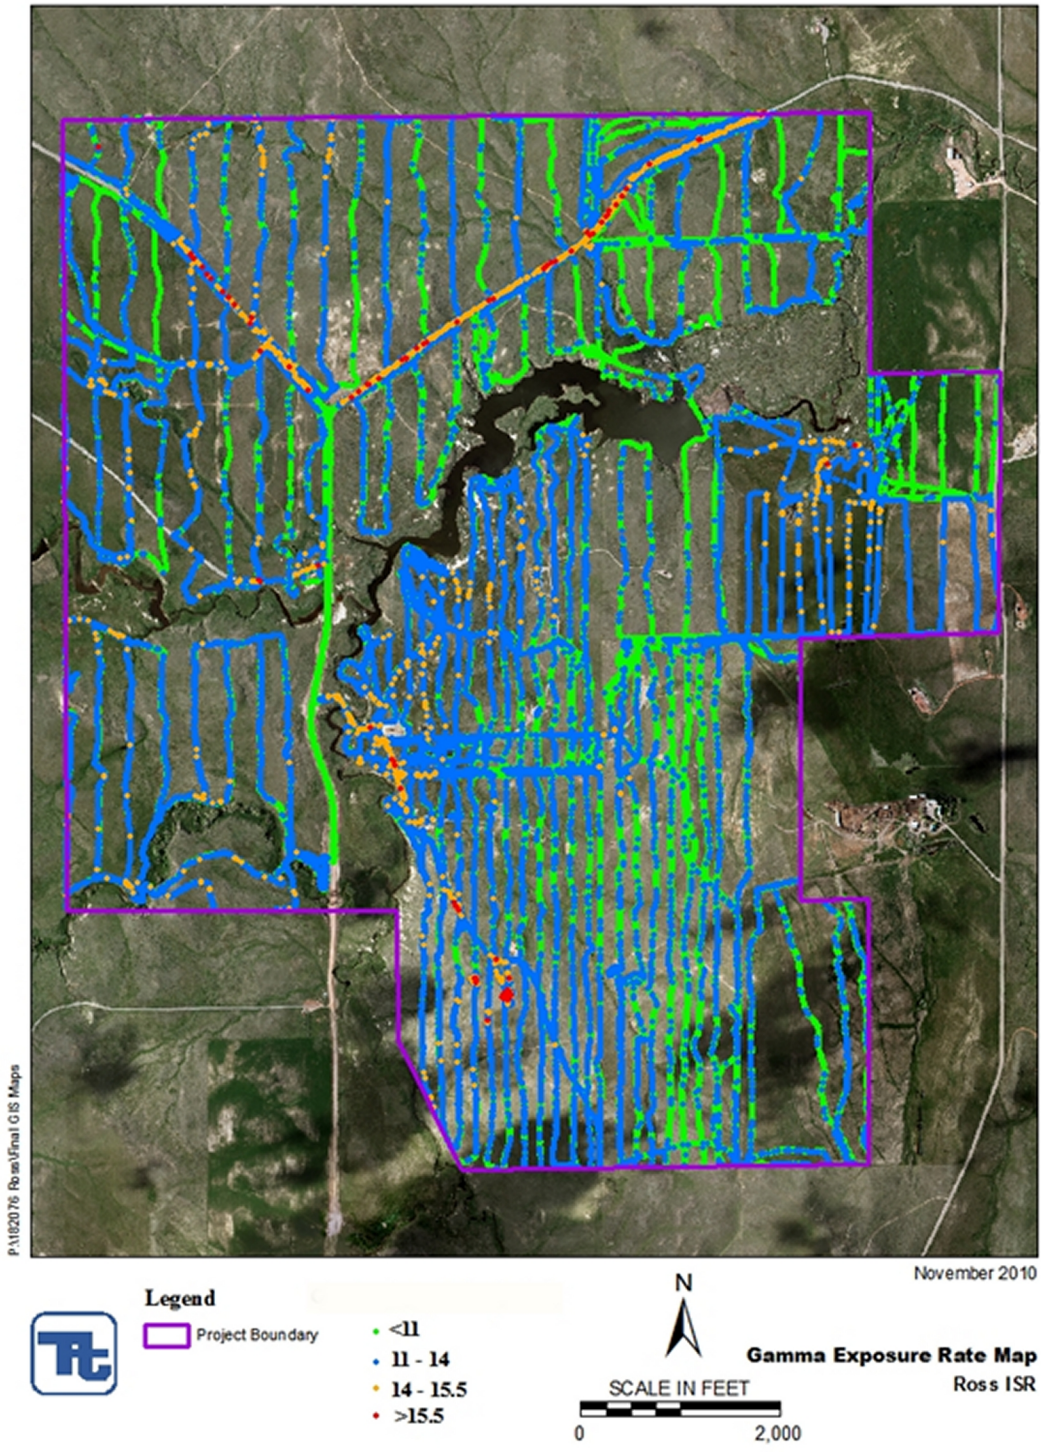 P:\182076 Ross\Final GIS Maps
November 2010
Legend
Project Boundary
<11
11 - 14
14 - 15.5
>15.5
N
SCALE IN FEET
0 2,000
Gamma Exposure Rate Map
Ross ISR
Tt